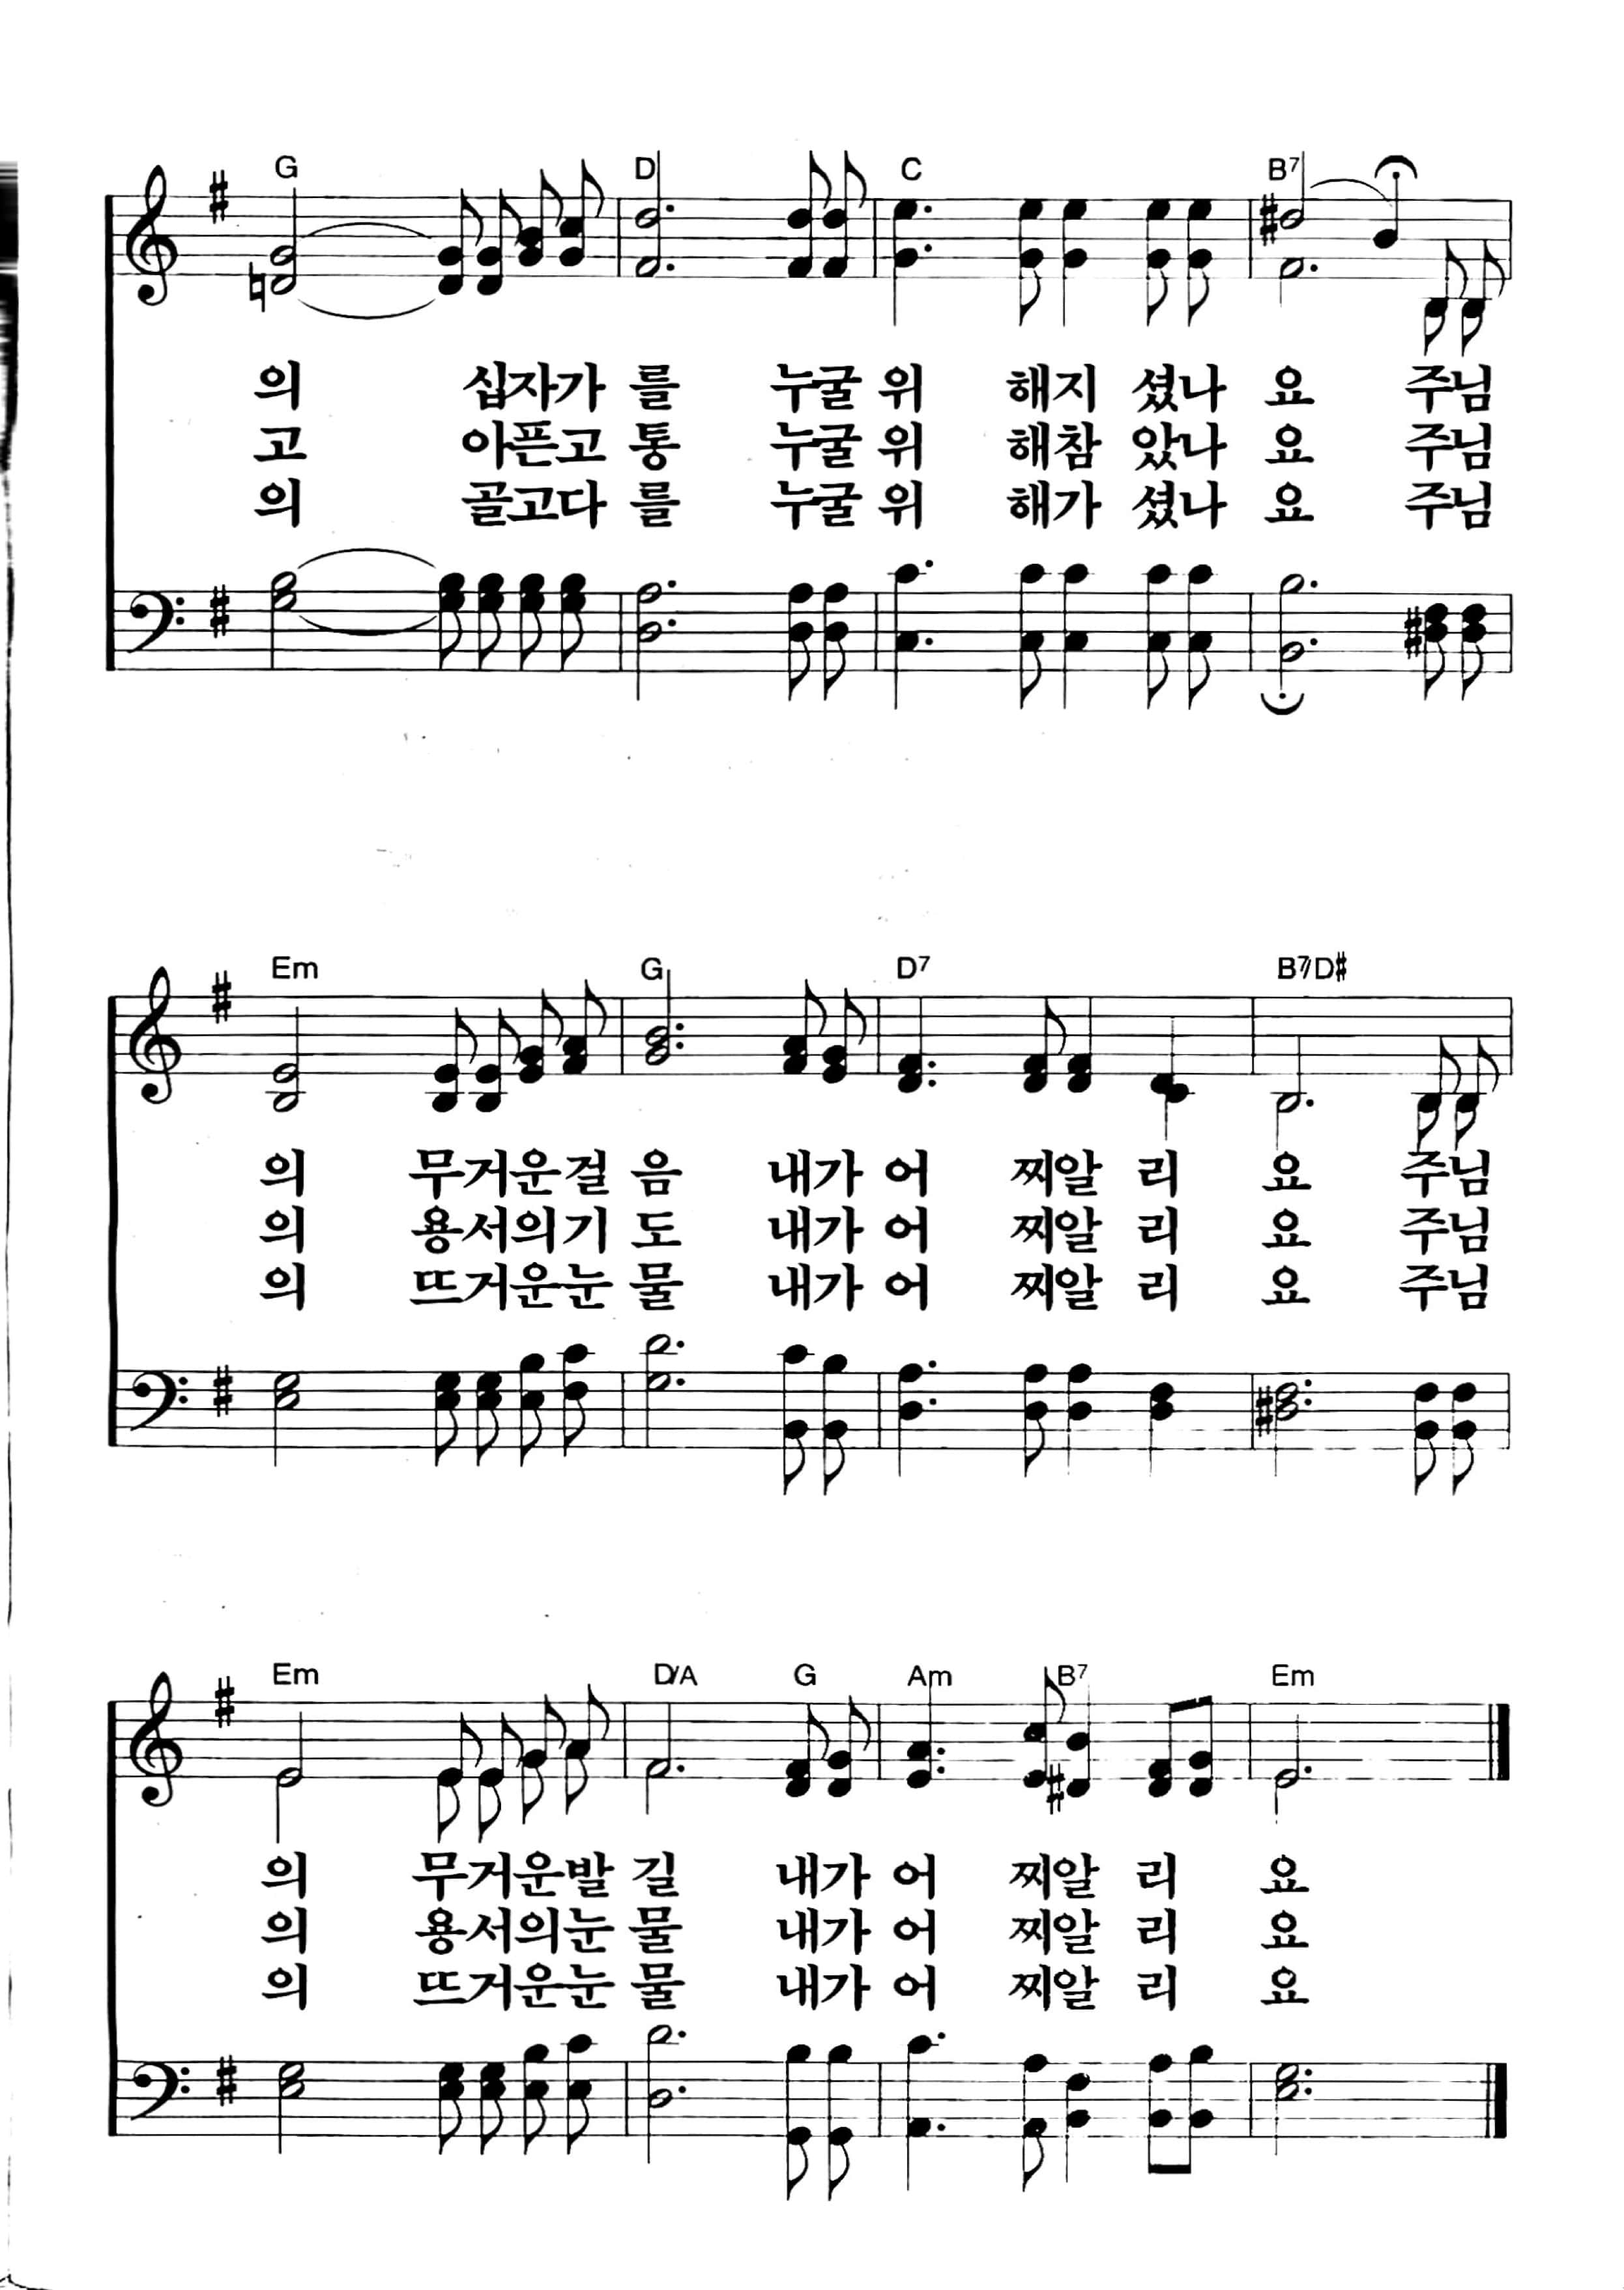 G D C B7
의 십자가 를 누굴 위 해지 셨나 요 주님
고 아픈고 통 누굴 위 해참 았나 요 주님
의 골고다 를 누굴 위 해가 셨나 요 주님
Em G D7 B7/D#
의 무거운걸 음 내가 어 찌알 리 요 주님
의 용서의기 도 내가 어 찌알 리 요 주님
의 뜨거운눈 물 내가 어 찌알 리 요 주님
Em D/A G Am B7 Em
의 무거운발 길 내가 어 찌알 리 요
의 용서의눈 물 내가 어 찌알 리 요
의 뜨거운눈 물 내가 어 찌알 리 요